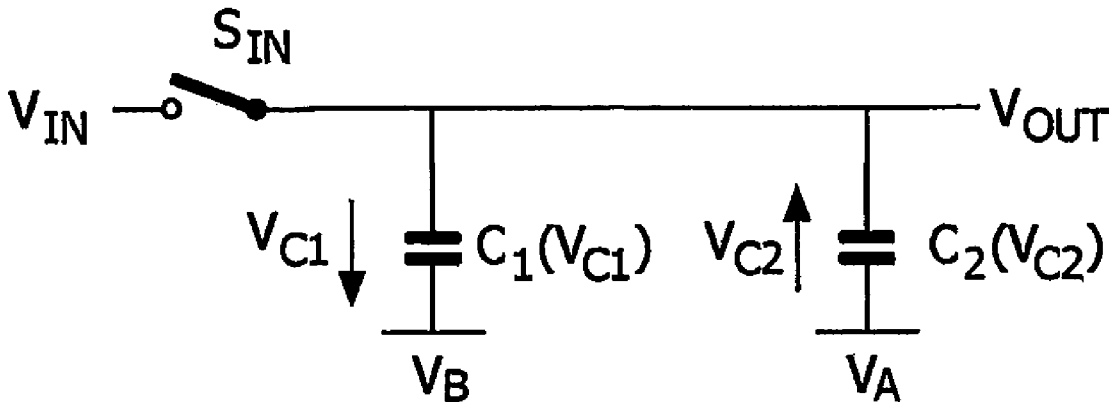 S_IN
V_IN
V_OUT
V_C1
C_1(V_C1)
V_C2
C_2(V_C2)
V_B
V_A